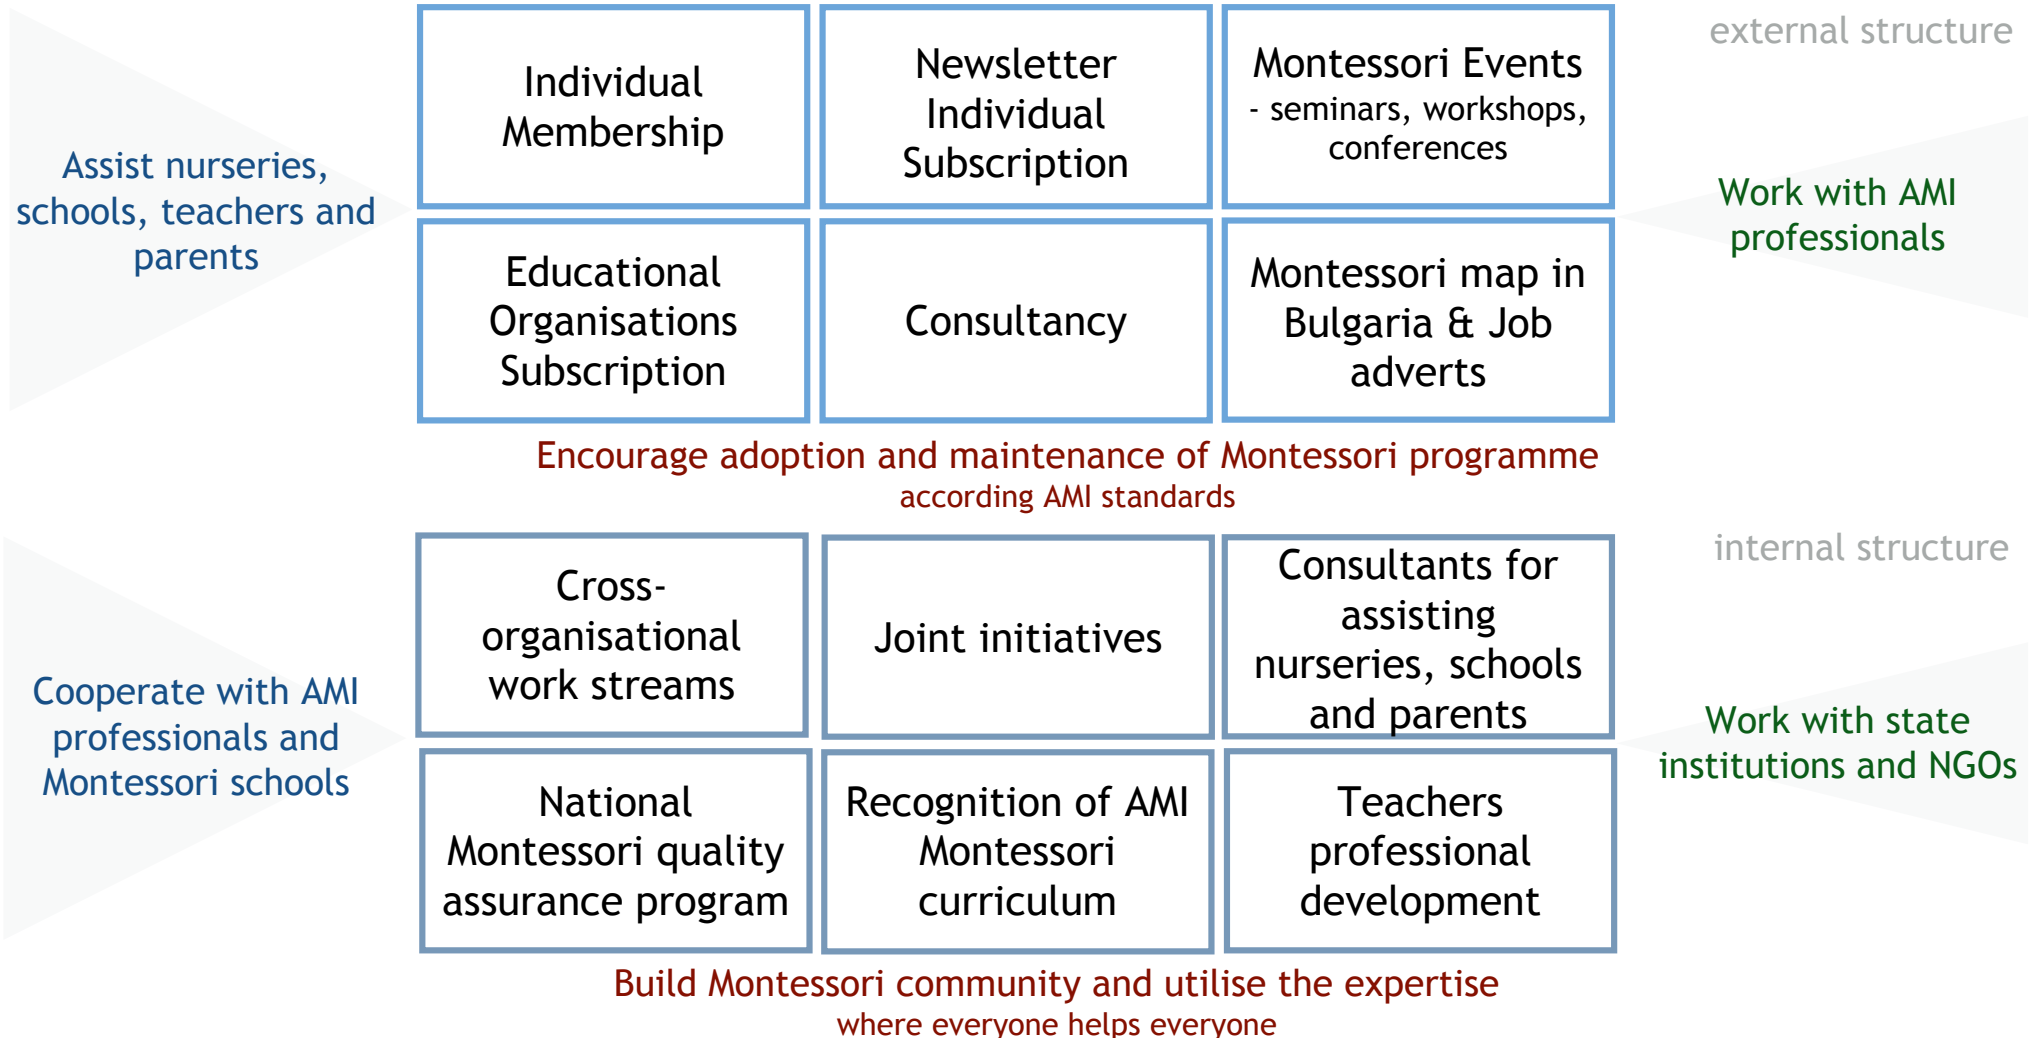 external structure
Assist nurseries,
schools, teachers and
parents
Individual
Membership
Newsletter
Individual
Subscription
Montessori Events
- seminars, workshops,
conferences
Work with AMI
professionals
Educational
Organisations
Subscription
Consultancy
Montessori map in
Bulgaria & Job
adverts
Encourage adoption and maintenance of Montessori programme
according AMI standards
internal structure
Cooperate with AMI
professionals and
Montessori schools
Cross-
organisational
work streams
Joint initiatives
Consultants for
assisting
nurseries, schools
and parents
Work with state
institutions and NGOs
National
Montessori quality
assurance program
Recognition of AMI
Montessori
curriculum
Teachers
professional
development
Build Montessori community and utilise the expertise
where everyone helps everyone